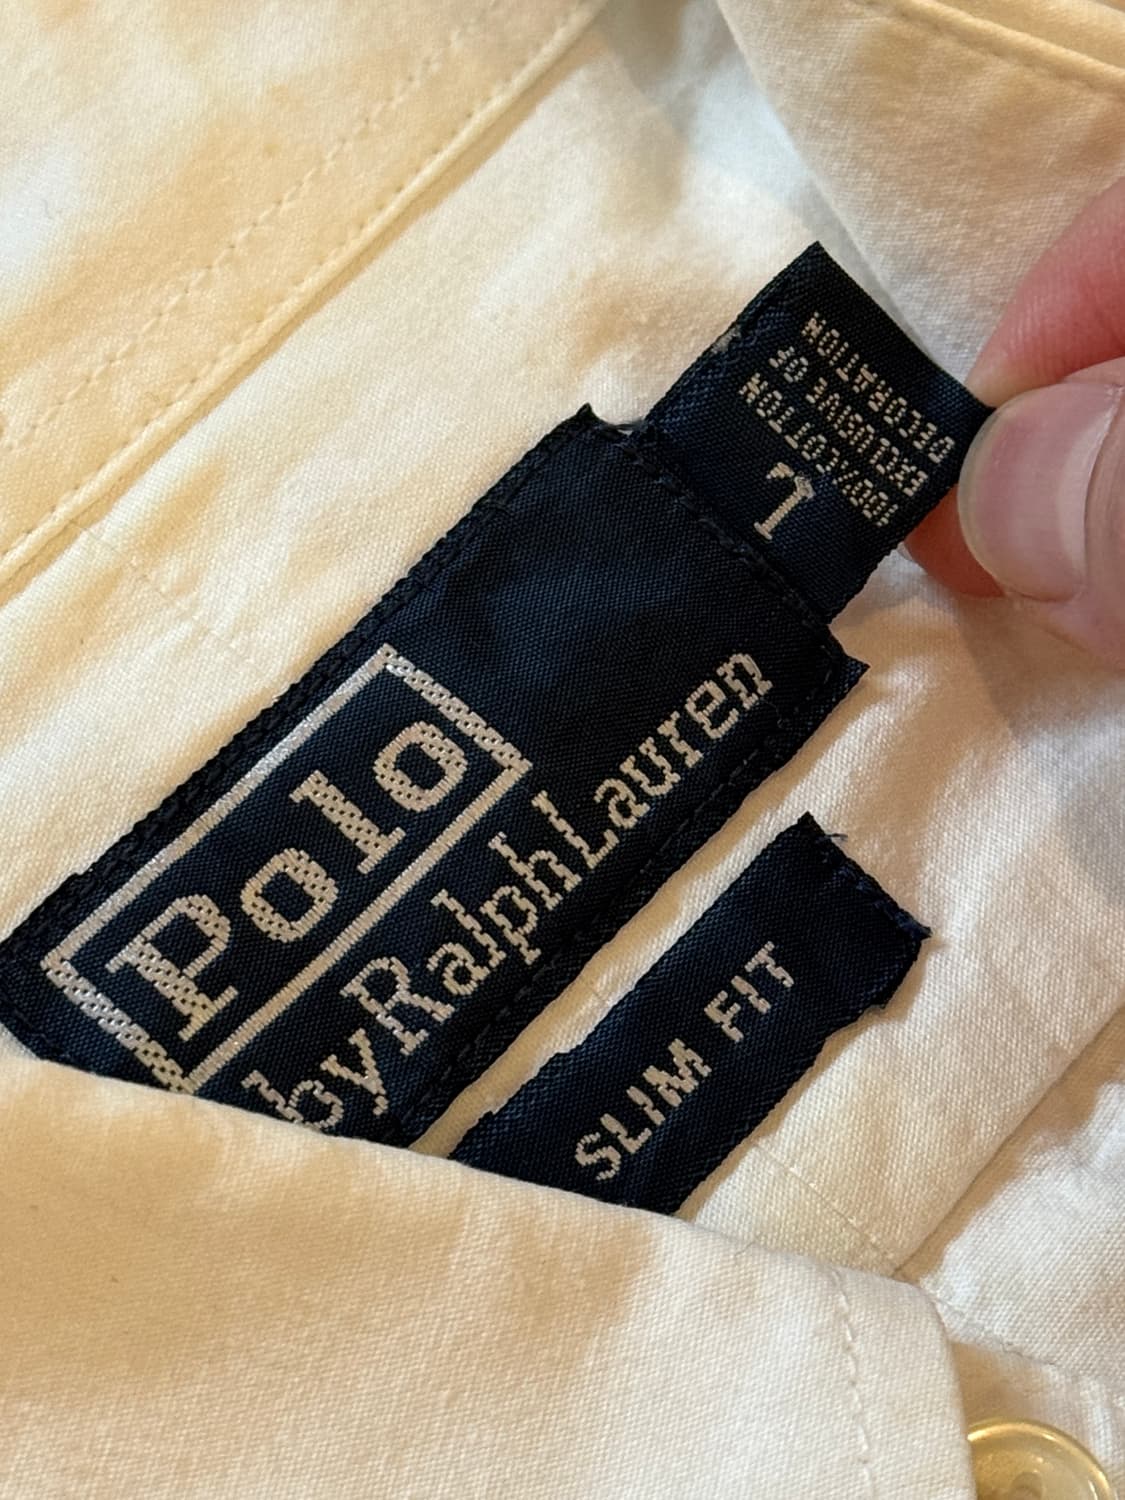 L
100% COTTON
EXCLUSIVE OF
DECORATION
Polo
by Ralph Lauren
SLIM FIT